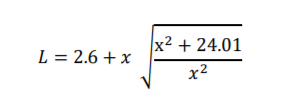 L = 2.6 + x √((x² + 24.01)/x²)